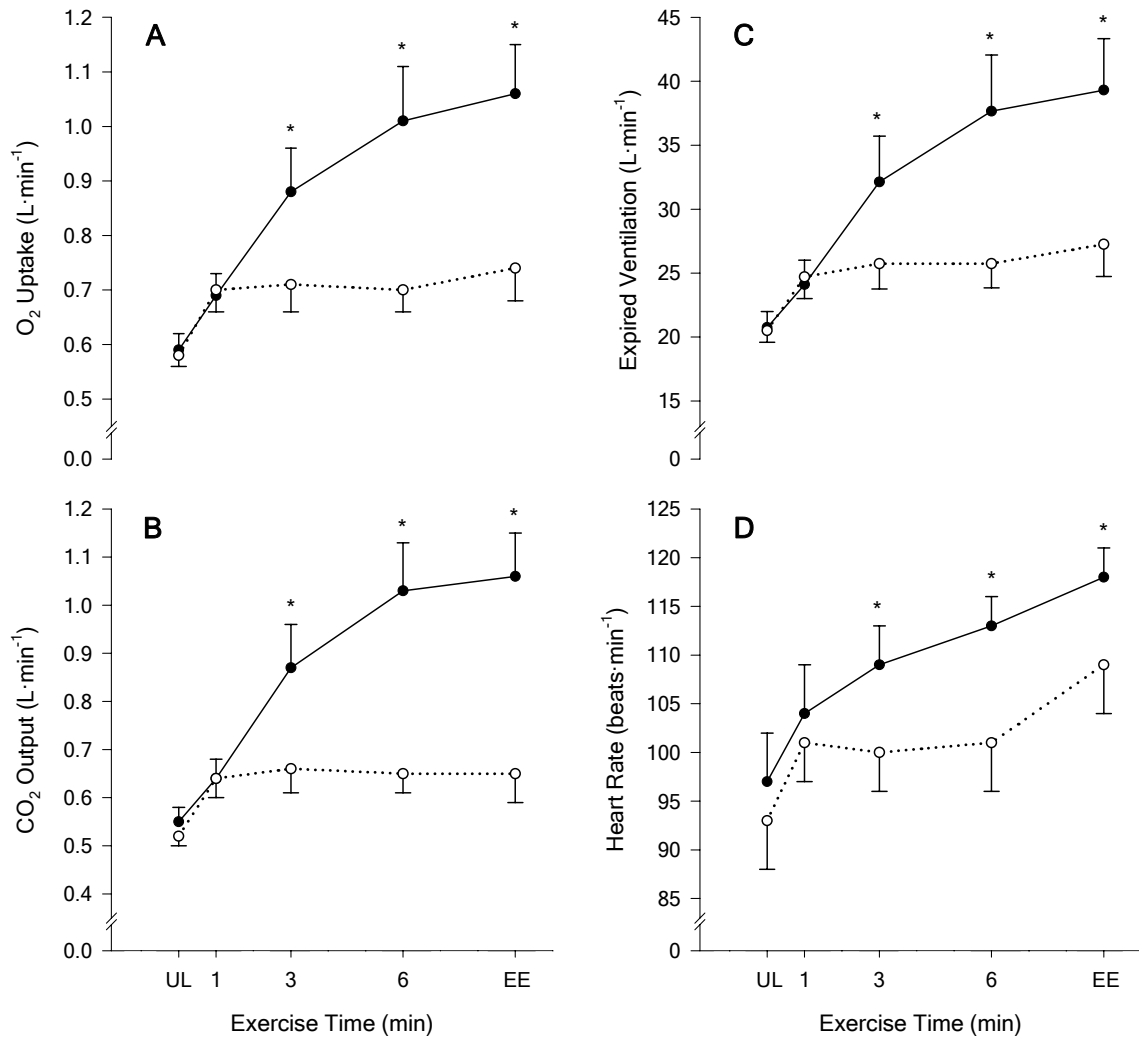 A
O₂ Uptake (L·min⁻¹)
1.2
1.1
1.0
0.9
0.8
0.7
0.6
0.5
0.0
* * *
C
Expired Ventilation (L·min⁻¹)
45
40
35
30
25
20
15
0
* * *
B
CO₂ Output (L·min⁻¹)
1.2
1.1
1.0
0.9
0.8
0.7
0.6
0.5
0.4
0.0
* * *
UL 1 3 6 EE
Exercise Time (min)
D
Heart Rate (beats·min⁻¹)
125
120
115
110
105
100
95
90
85
0
* * *
UL 1 3 6 EE
Exercise Time (min)